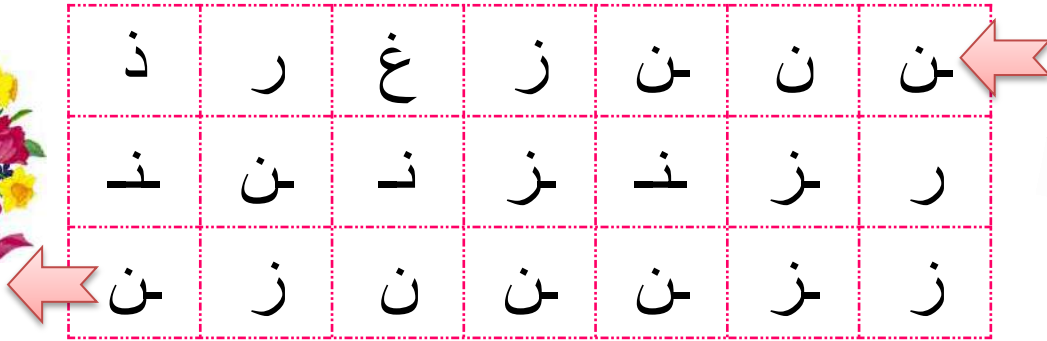 ـن ن ـن ز غ ر ذ
ر ـز ـنـ ـز نـ ـن ـنـ
ز ـز ـن ـن ن ز ـن